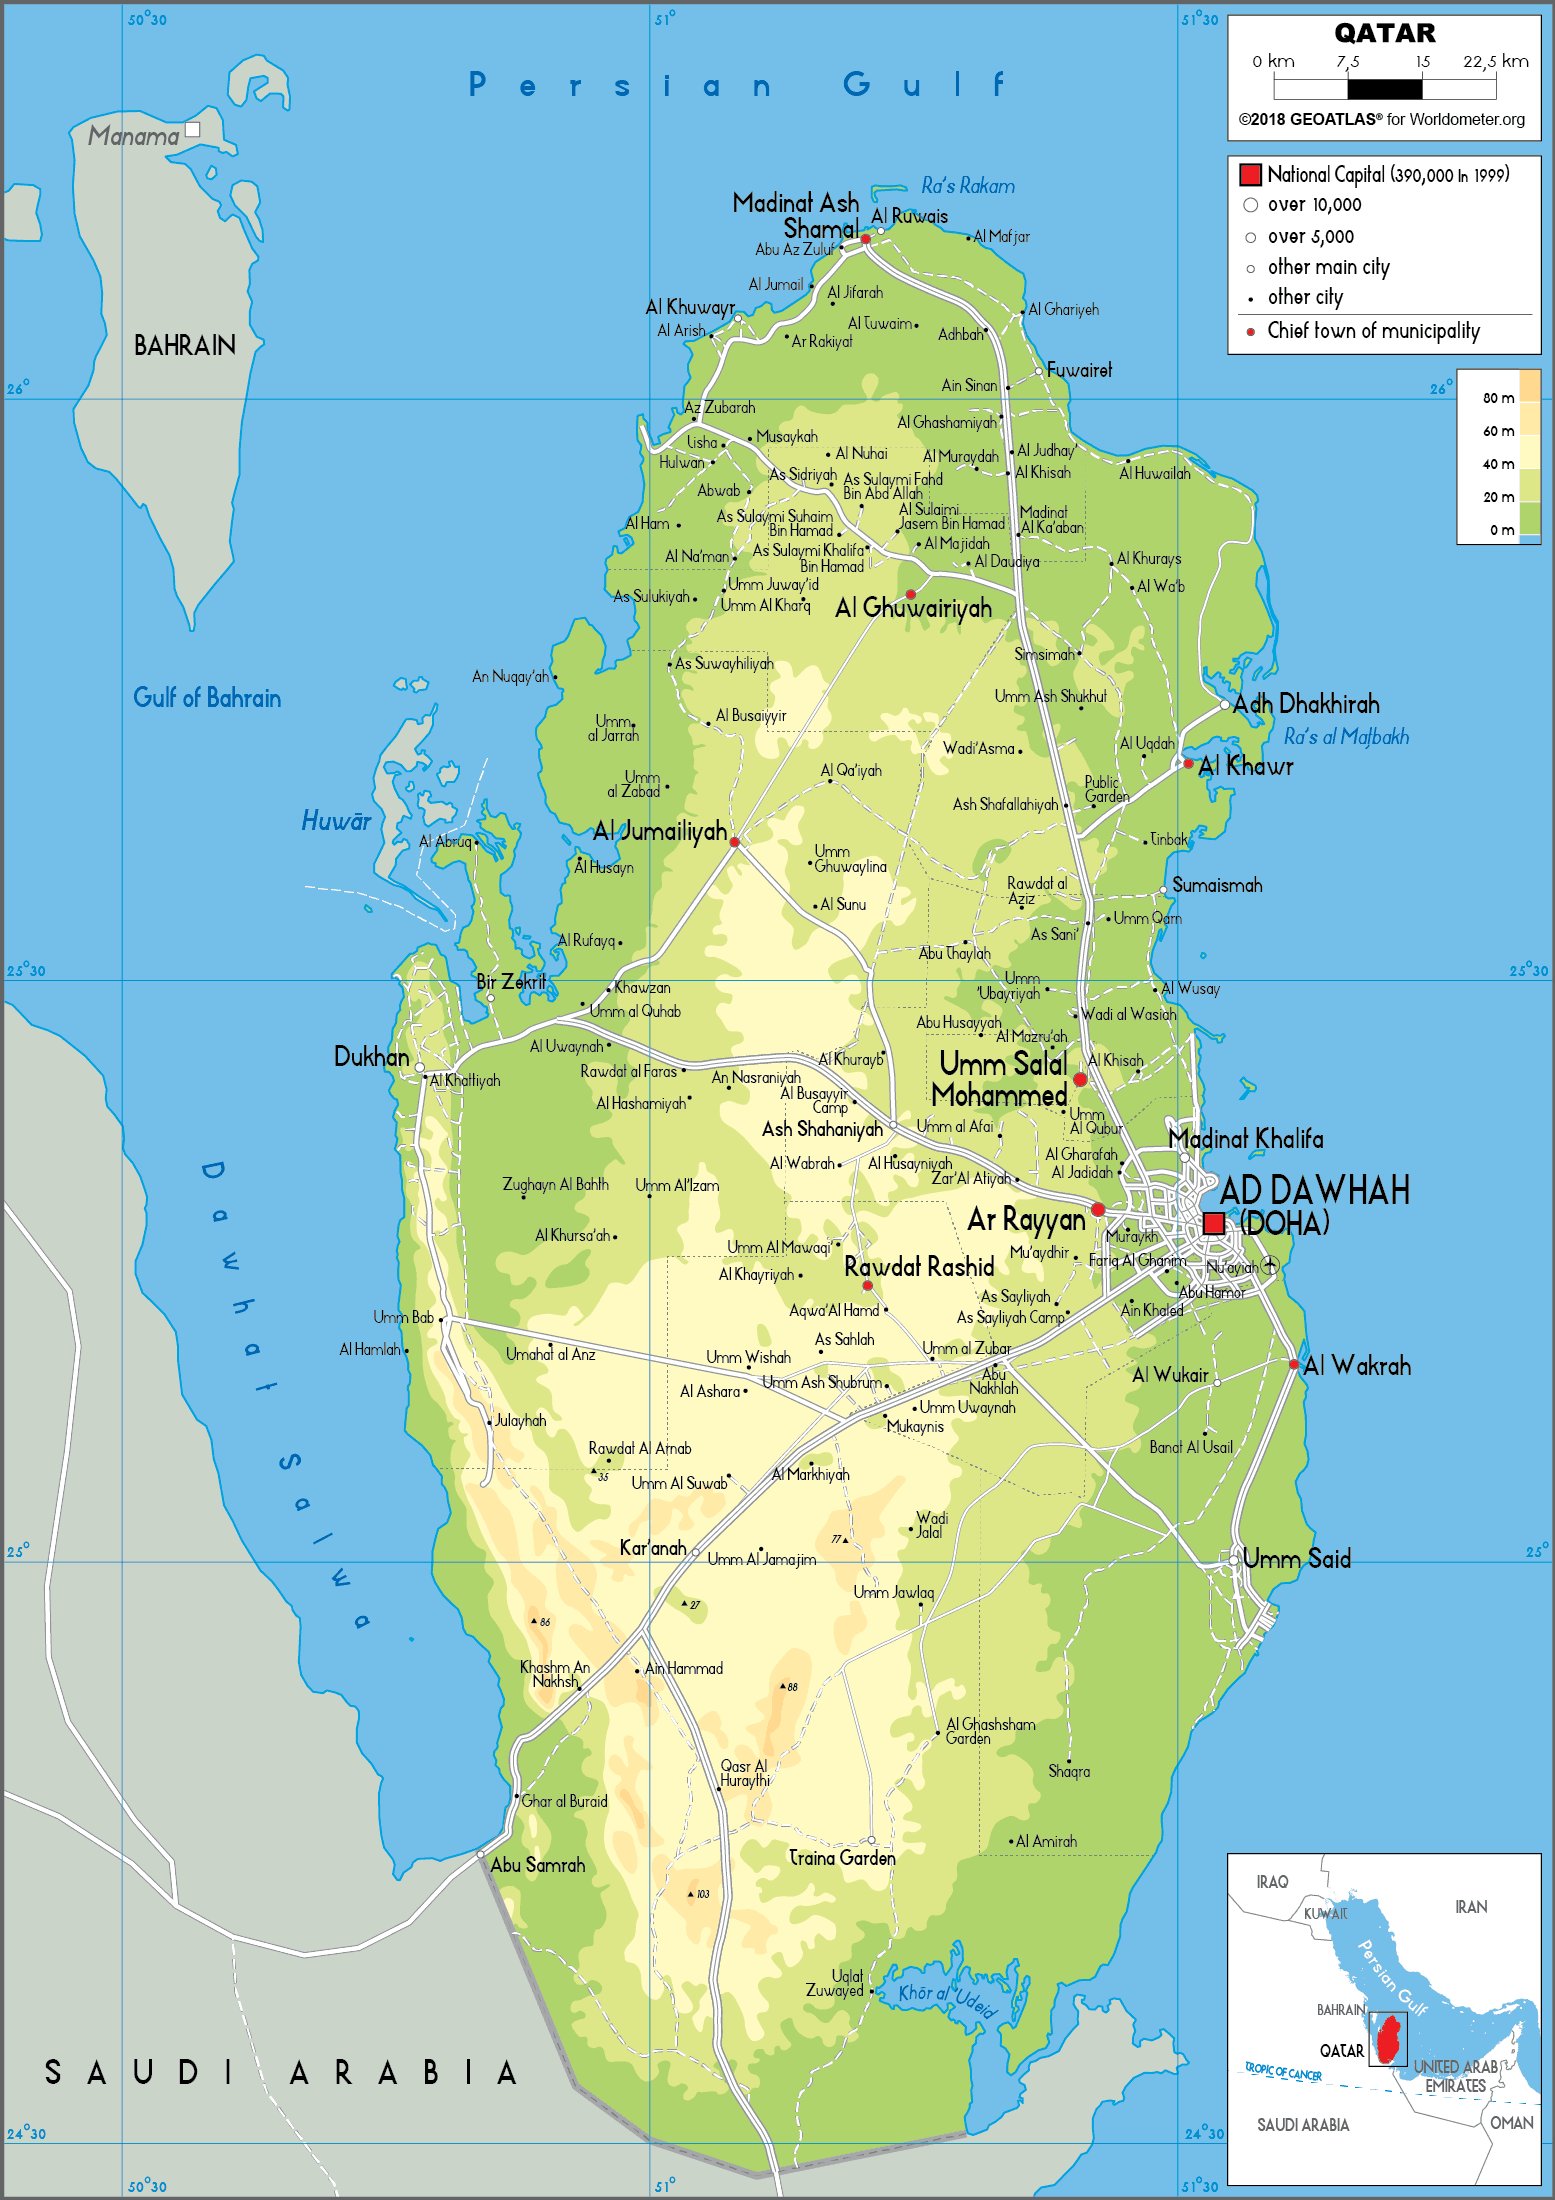 50°30
51°
51°30
QATAR
0 km 7,5 15 22,5 km
©2018 GEOATLAS® for Worldometer.org
Persian Gulf
National Capital (390,000 In 1999)
over 10,000
over 5,000
other main city
other city
Chief town of municipality
80 m
60 m
40 m
20 m
0 m
Manama
BAHRAIN
Ra's Rakam
Madinat Ash
Shamal
Al Ruwais
Abu Az Zuluf
Al Mafjar
Al Jumail
Al Jifarah
Al Khuwayr
Al Arish
Ar Rakiyat
Al Tuwaim
Adhbah
Al Ghariyeh
Fuwairet
Ain Sinan
26°
26°
Az Zubarah
Al Ghashamiyah
Tisha
Musaykah
Hulwan
Al Nuhai
Al Muraydah
Al Judhay'
Al Khisah
Al Huwailah
As Sidriyah
As Sulaymi Fahd
Bin Abd'Allah
Abwab
Al Ham
As Sulaymi Suhaim
Bin Hamad
Al Sulaimi
Jasem Bin Hamad
Madinat
Al Ka'aban
Al Na'man
As Sulaymi Khalifa
Bin Hamad
Al Majidah
Al Daudiya
Al Khurays
Al Wa'b
Umm Juway'id
As Sulukiyah
Umm Al Kharq
Al Ghuwairiyah
As Suwayhiliyah
Simsimah
An Nuqay'ah
Gulf of Bahrain
Umm Ash Shukhut
Adh Dhakhirah
Umm
al Jarrah
Al Busaiyyir
Wadi'Asma
Al Uqdah
Ra's al Matbakh
Al Khawr
Al Qa'iyah
Umm
al Zabad
Public
Garden
Ash Shafallahiyah
Huwār
Al Abruq
Al Jumailiyah
Al Husayn
Umm
Ghuwaylina
Tinbak
Rawdat al
Aziz
Sumaismah
Al Sunu
Umm Qarn
As Sani'
Al Rufayq
Abu Thaylah
25°30
25°30
Bir Zekrit
Khawzan
Umm
'Ubayriyah
Al Wusay
Umm al Quhab
Wadi al Wasiah
Abu Husayyah
Al Mazru'ah
Al Uwaynah
Dukhan
Al Khattiyah
Rawdat al Faras
Al Khurayb
Umm Salal
Mohammed
Al Khisah
An Nasraniyah
Al Busayyir
Camp
Al Hashamiyah
Ash Shahaniyah
Umm al Afai
Umm
Al Qubur
Madinat Khalifa
Al Wabrah
Al Husayniyah
Al Gharafah
Al Jadidah
Zar'Al Atiyah
Zughayn Al Bahth
Umm Al'Izam
AD DAWHAH
(DOHA)
Ar Rayyan
Al Khursa'ah
Umm Al Mawaqi'
Mu'aydhir
Muraykh
Fariq Al Ghanim
Nu'ayiah
Al Khayriyah
Rawdat Rashid
Abu Hamor
As Sayliyah
As Sayliyah Camp
Ain Khaled
Aqwa'Al Hamd
Umm Bab
Al Hamlah
Umahat al Anz
Umm Wishah
As Sahlah
Umm al Zubar
Al Wakrah
Al Wukair
Al Ashara
Umm Ash Shubrum
Abu
Nakhlah
Umm Uwaynah
Mukaynis
Julayhah
Banat Al Usail
Rawdat Al Arnab
35
Umm Al Suwab
Al Markhiyah
Dawhat Salwa
Wadi
Jalal
77
25°
25°
Kar'anah
Umm Al Jamajim
Umm Said
Umm Jawlaq
27
86
Khashm An
Nakhsh
Ain Hammad
88
Al Ghashsham
Garden
Qasr Al
Huraythi
Shaqra
Ghar al Buraid
Al Amirah
Traina Garden
Abu Samrah
103
Uqlat
Zuwayed
Khōr al 'Udeid
SAUDI ARABIA
24°30
24°30
50°30
51°
51°30
IRAQ
IRAN
KUWAIT
Persian Gulf
BAHRAIN
QATAR
UNITED ARAB
EMIRATES
TROPIC OF CANCER
SAUDI ARABIA
OMAN